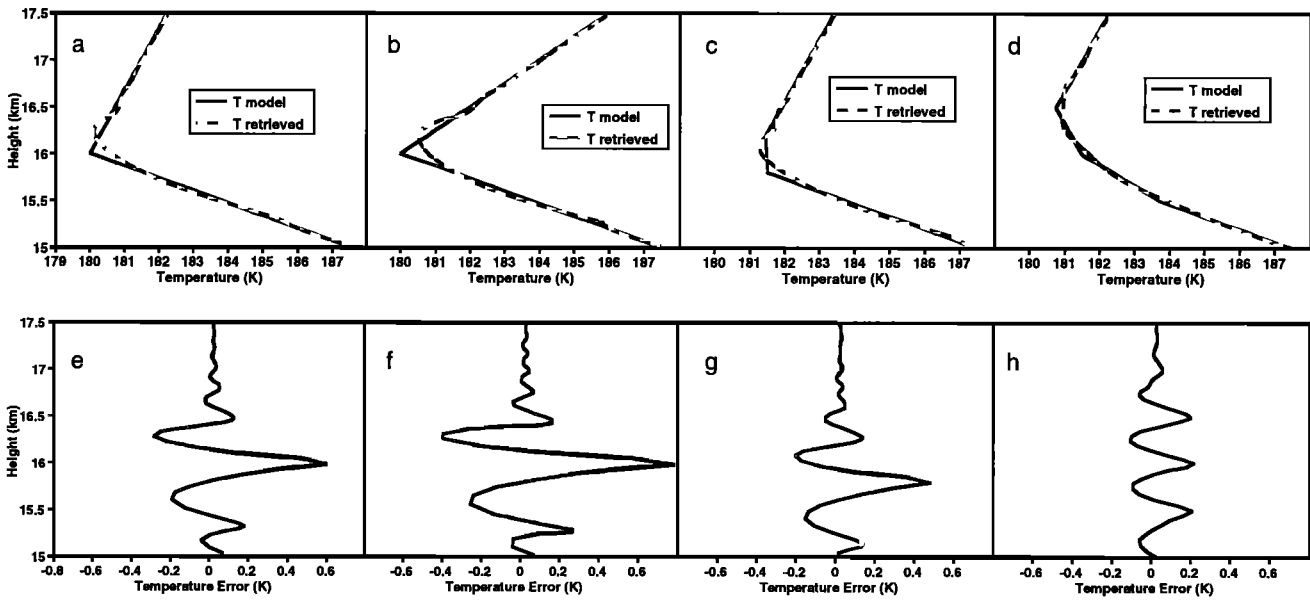 17.5
17
16.5
16
15.5
15
Height (km)
a
T model
T retrieved
179 180 181 182 183 184 185 186 187
Temperature (K)
b
T model
T retrieved
180 181 182 183 184 185 186 187
Temperature (K)
c
T model
T retrieved
180 181 182 183 184 185 186 187
Temperature (K)
d
T model
T retrieved
180 181 182 183 184 185 186 187
Temperature (K)
17.5
17
16.5
16
15.5
15
Height (km)
e
-0.8 -0.6 -0.4 -0.2 0 0.2 0.4 0.6
Temperature Error (K)
f
-0.6 -0.4 -0.2 0 0.2 0.4 0.6
Temperature Error (K)
g
-0.6 -0.4 -0.2 0 0.2 0.4 0.6
Temperature Error (K)
h
-0.6 -0.4 -0.2 0 0.2 0.4 0.6
Temperature Error (K)